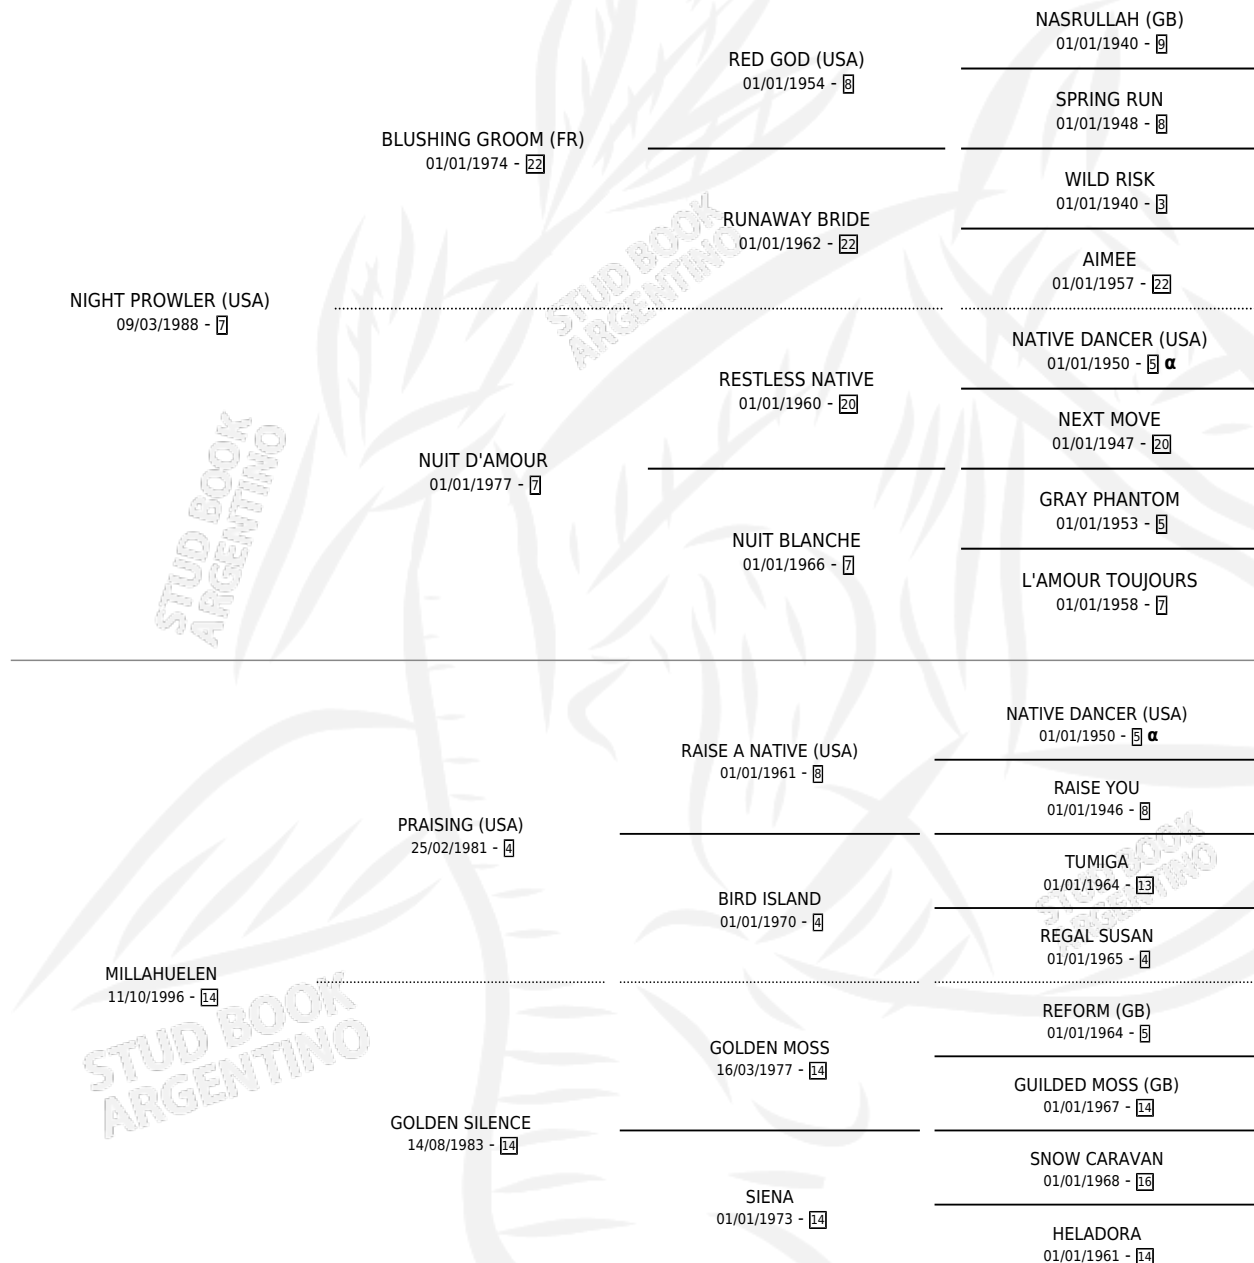 NASRULLAH (GB)
01/01/1940 - 9
RED GOD (USA)
01/01/1954 - 8
SPRING RUN
01/01/1948 - 8
BLUSHING GROOM (FR)
01/01/1974 - 22
WILD RISK
01/01/1940 - 3
RUNAWAY BRIDE
01/01/1962 - 22
AIMEE
01/01/1957 - 22
STUD BOOK
ARGENTINO
NIGHT PROWLER (USA)
09/03/1988 - 7
NATIVE DANCER (USA)
01/01/1950 - 5 α
RESTLESS NATIVE
01/01/1960 - 20
NEXT MOVE
01/01/1947 - 20
NUIT D'AMOUR
01/01/1977 - 7
GRAY PHANTOM
01/01/1953 - 5
NUIT BLANCHE
01/01/1966 - 7
L'AMOUR TOUJOURS
01/01/1958 - 7
STUD BOOK
ARGENTINO
NATIVE DANCER (USA)
01/01/1950 - 5 α
RAISE A NATIVE (USA)
01/01/1961 - 8
RAISE YOU
01/01/1946 - 8
PRAISING (USA)
25/02/1981 - 4
TUMIGA
01/01/1964 - 13
BIRD ISLAND
01/01/1970 - 4
REGAL SUSAN
01/01/1965 - 4
STUD BOOK
ARGENTINO
MILLAHUELEN
11/10/1996 - 14
REFORM (GB)
01/01/1964 - 5
GOLDEN MOSS
16/03/1977 - 14
GUILDED MOSS (GB)
01/01/1967 - 14
GOLDEN SILENCE
14/08/1983 - 14
SNOW CARAVAN
01/01/1968 - 16
SIENA
01/01/1973 - 14
HELADORA
01/01/1961 - 14
STUD BOOK
ARGENTINO